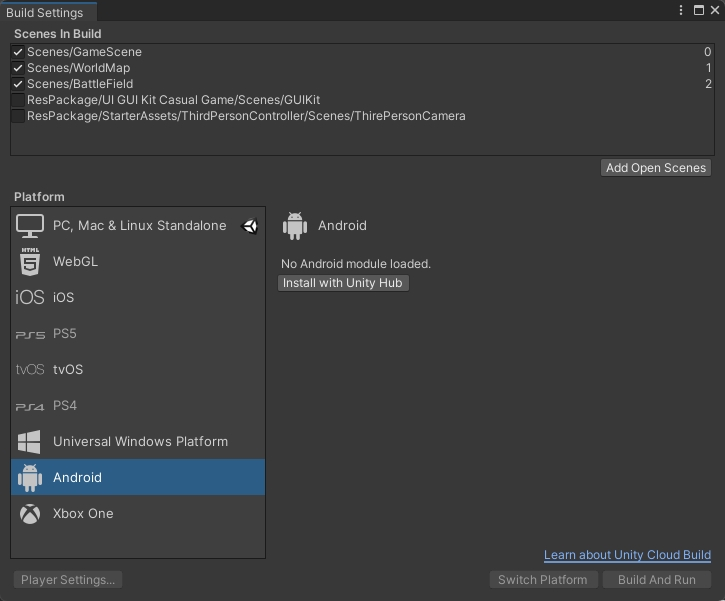 Build Settings
Scenes In Build
Scenes/GameScene 0
Scenes/WorldMap 1
Scenes/BattleField 2
ResPackage/UI GUI Kit Casual Game/Scenes/GUIKit
ResPackage/StarterAssets/ThirdPersonController/Scenes/ThirePersonCamera
Add Open Scenes
Platform
PC, Mac & Linux Standalone
HTML
5
WebGL
iOS iOS
PS5 PS5
tvOS tvOS
PS4 PS4
Universal Windows Platform
Android
Xbox One
Android
No Android module loaded.
Install with Unity Hub
Learn about Unity Cloud Build
Player Settings...
Switch Platform
Build And Run